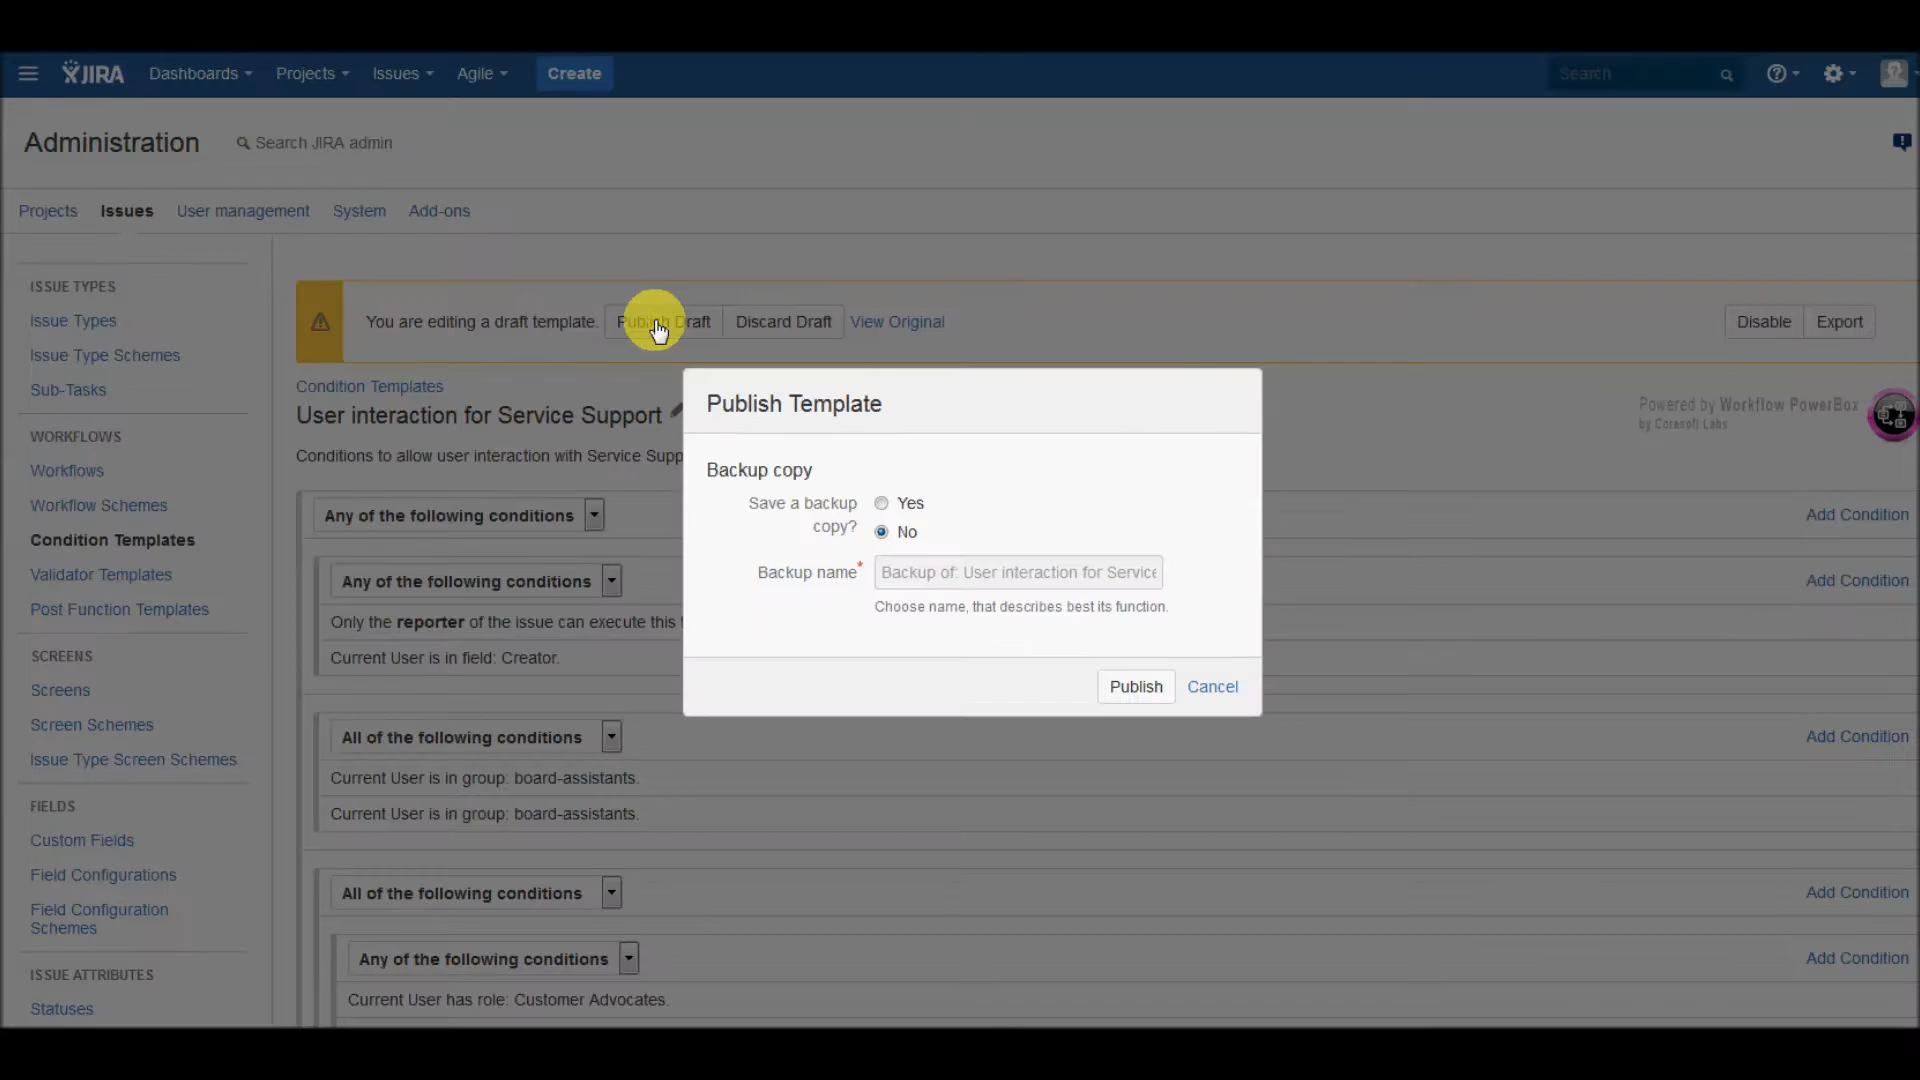 JIRA Dashboards Projects Issues Agile Create Search
Administration Search JIRA admin
Projects Issues User management System Add-ons
ISSUE TYPES
Issue Types
Issue Type Schemes
Sub-Tasks
WORKFLOWS
Workflows
Workflow Schemes
Condition Templates
Validator Templates
Post Function Templates
SCREENS
Screens
Screen Schemes
Issue Type Screen Schemes
FIELDS
Custom Fields
Field Configurations
Field Configuration
Schemes
ISSUE ATTRIBUTES
Statuses
You are editing a draft template. Publish Draft Discard Draft View Original Disable Export
Condition Templates
User interaction for Service Support
Powered by Workflow PowerBox
by Coresoft Labs
Conditions to allow user interaction with Service Supp
Any of the following conditions Add Condition
Any of the following conditions Add Condition
Only the reporter of the issue can execute this
Current User is in field: Creator.
All of the following conditions Add Condition
Current User is in group: board-assistants.
Current User is in group: board-assistants.
All of the following conditions Add Condition
Any of the following conditions Add Condition
Current User has role: Customer Advocates.
Publish Template
Backup copy
Save a backup
copy?
Yes
No
Backup name* Backup of: User interaction for Service
Choose name, that describes best its function.
Publish Cancel